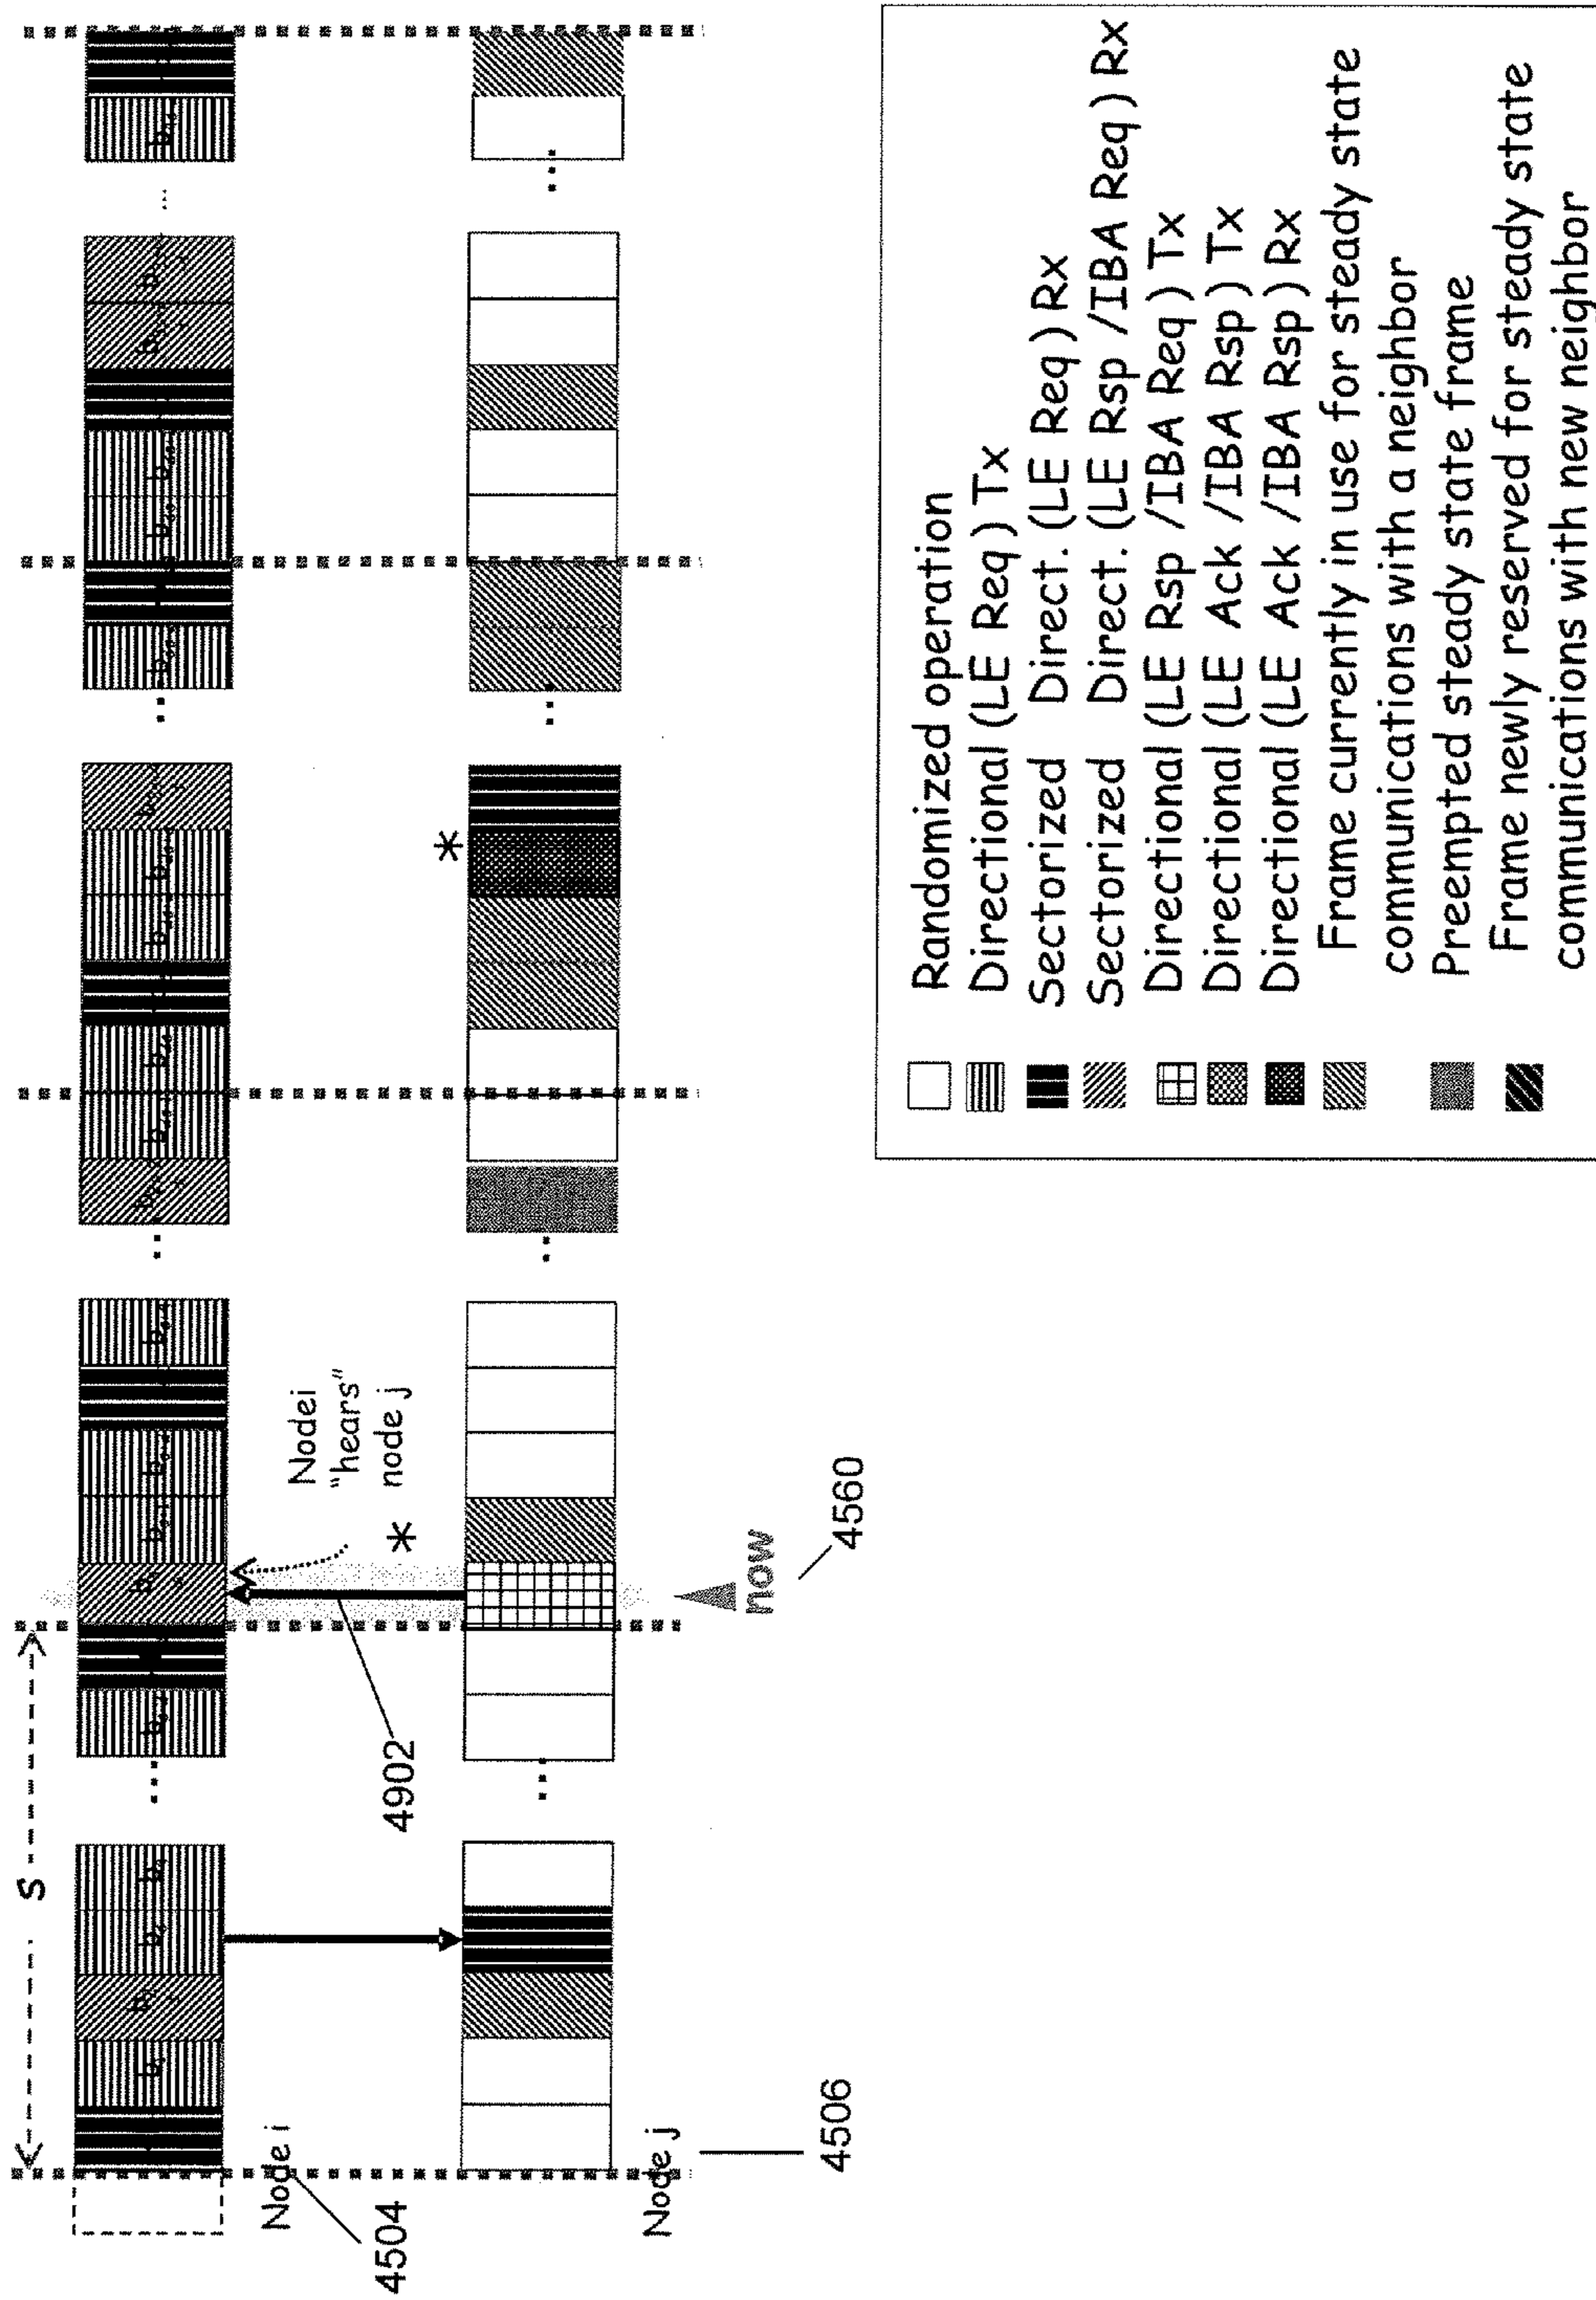 S
Node i
4504
Node j
4506
4902
*
Node i
"hears"
node j
now
4560
*
Randomized operation
Directional (LE Req) Tx
Sectorized Direct. (LE Req) Rx
Sectorized Direct. (LE Rsp /IBA Req) Rx
Directional (LE Rsp /IBA Req) Tx
Directional (LE Ack /IBA Rsp) Tx
Directional (LE Ack /IBA Rsp) Rx
Frame currently in use for steady state
communications with a neighbor
Preempted steady state frame
Frame newly reserved for steady state
communications with new neighbor